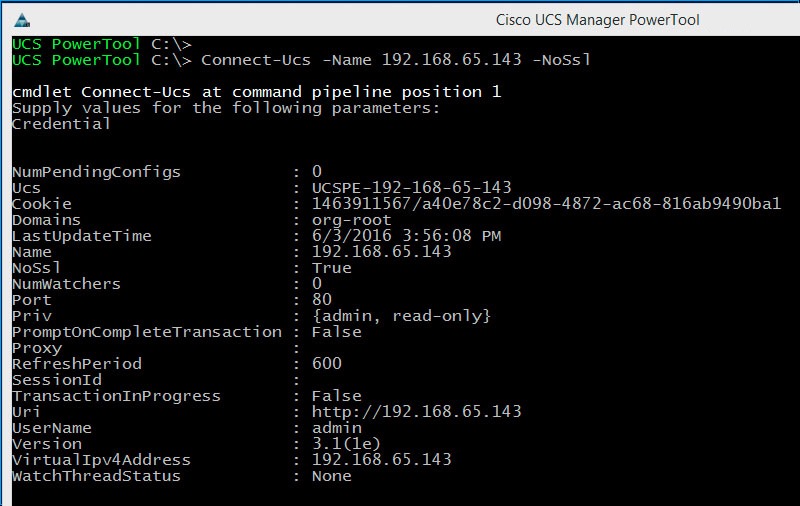 Cisco UCS Manager PowerTool
UCS PowerTool C:\>
UCS PowerTool C:\> Connect-Ucs -Name 192.168.65.143 -NoSsl
cmdlet Connect-Ucs at command pipeline position 1
Supply values for the following parameters:
Credential
NumPendingConfigs : 0
Ucs : UCSPE-192-168-65-143
Cookie : 1463911567/a40e78c2-d098-4872-ac68-816ab9490ba1
Domains : org-root
LastUpdateTime : 6/3/2016 3:56:08 PM
Name : 192.168.65.143
NoSsl : True
NumWatchers : 0
Port : 80
Priv : {admin, read-only}
PromptOnCompleteTransaction : False
Proxy :
RefreshPeriod : 600
SessionId :
TransactionInProgress : False
Uri : http://192.168.65.143
UserName : admin
Version : 3.1(1e)
VirtualIpv4Address : 192.168.65.143
WatchThreadStatus : None